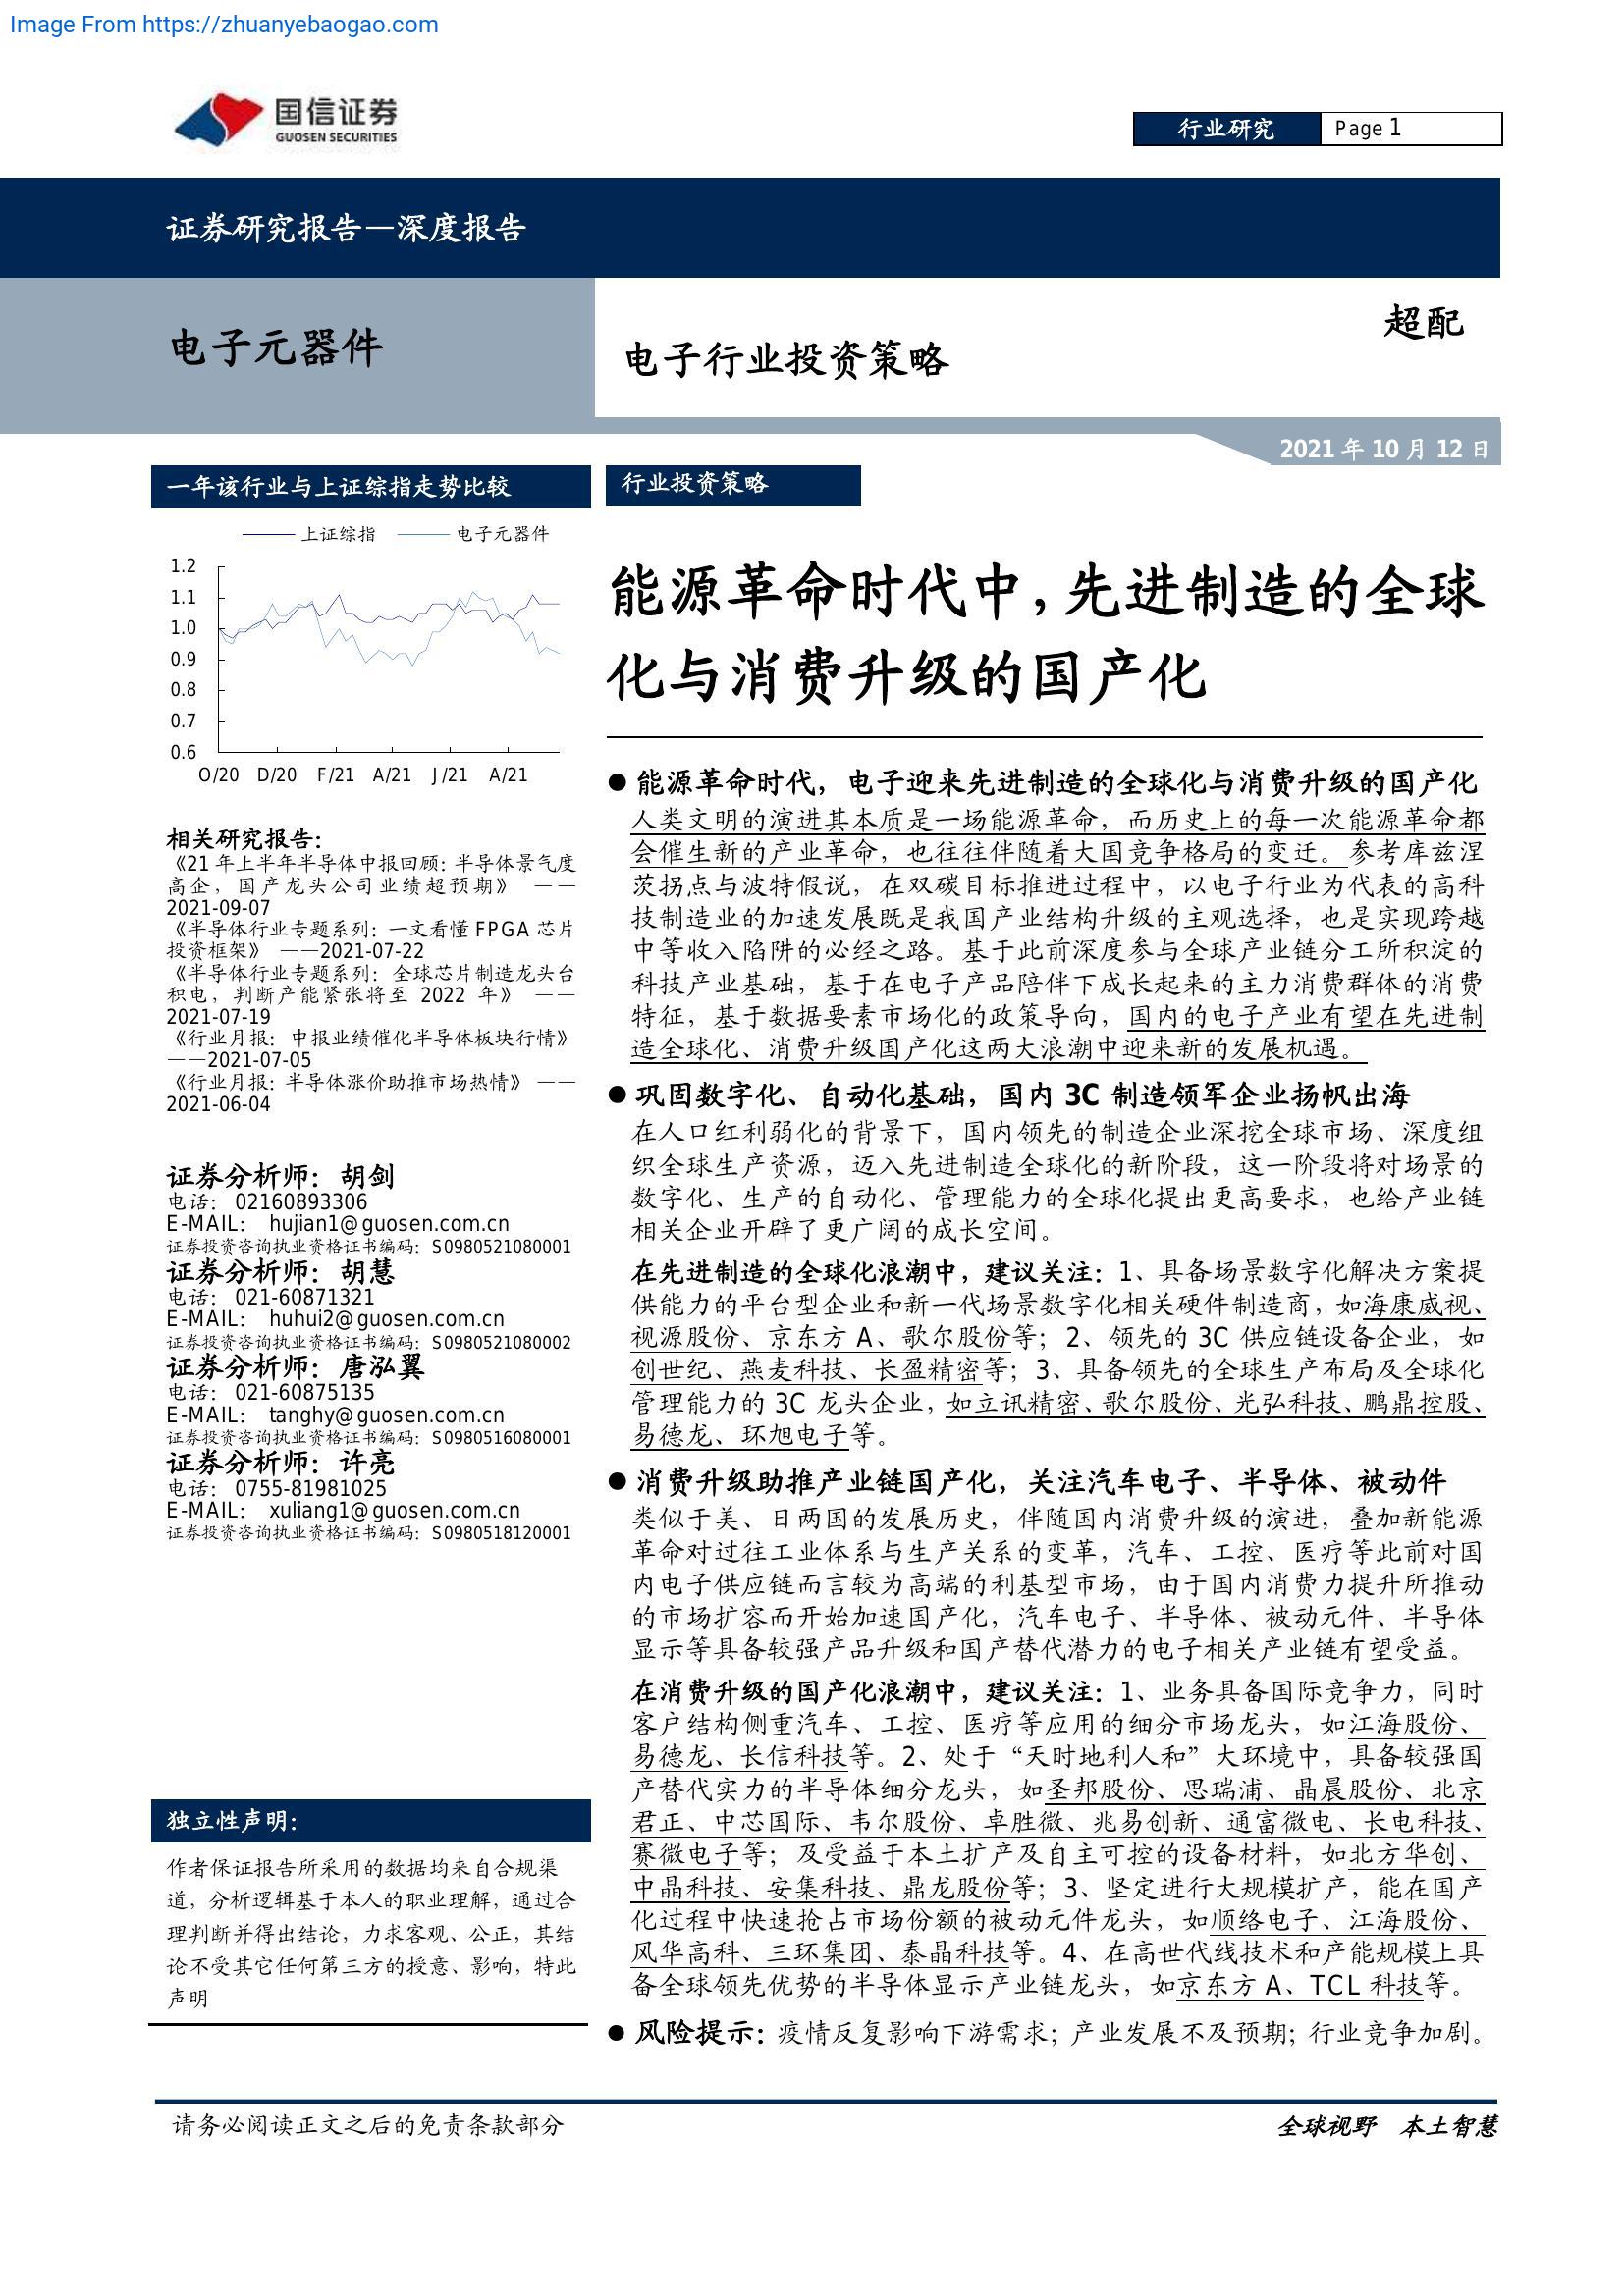 Image From https://zhuanyebaogao.com
国信证券
GUOSEN SECURITIES
行业研究
Page 1
证券研究报告—深度报告
电子元器件
电子行业投资策略
超配
2021 年 10 月 12 日
一年该行业与上证综指走势比较
上证综指 电子元器件
1.2
1.1
1.0
0.9
0.8
0.7
0.6
O/20 D/20 F/21 A/21 J/21 A/21
相关研究报告:
《21 年上半年半导体中报回顾:半导体景气度
高企,国产龙头公司业绩超预期》 ——
2021-09-07
《半导体行业专题系列:一文看懂 FPGA 芯片
投资框架》 ——2021-07-22
《半导体行业专题系列:全球芯片制造龙头台
积电,判断产能紧张将至 2022 年》 ——
2021-07-19
《行业月报:中报业绩催化半导体板块行情》
——2021-07-05
《行业月报:半导体涨价助推市场热情》 ——
2021-06-04
证券分析师:胡剑
电话: 02160893306
E-MAIL: hujian1@guosen.com.cn
证券投资咨询执业资格证书编码:S0980521080001
证券分析师:胡慧
电话: 021-60871321
E-MAIL: huhui2@guosen.com.cn
证券投资咨询执业资格证书编码:S0980521080002
证券分析师:唐泓翼
电话: 021-60875135
E-MAIL: tanghy@guosen.com.cn
证券投资咨询执业资格证书编码:S0980516080001
证券分析师:许亮
电话: 0755-81981025
E-MAIL: xuliang1@guosen.com.cn
证券投资咨询执业资格证书编码:S0980518120001
独立性声明:
作者保证报告所采用的数据均来自合规渠
道,分析逻辑基于本人的职业理解,通过合
理判断并得出结论,力求客观、公正,其结
论不受其它任何第三方的授意、影响,特此
声明
行业投资策略
能源革命时代中,先进制造的全球
化与消费升级的国产化
● 能源革命时代,电子迎来先进制造的全球化与消费升级的国产化
人类文明的演进其本质是一场能源革命,而历史上的每一次能源革命都
会催生新的产业革命,也往往伴随着大国竞争格局的变迁。参考库兹涅
茨拐点与波特假说,在双碳目标推进过程中,以电子行业为代表的高科
技制造业的加速发展既是我国产业结构升级的主观选择,也是实现跨越
中等收入陷阱的必经之路。基于此前深度参与全球产业链分工所积淀的
科技产业基础,基于在电子产品陪伴下成长起来的主力消费群体的消费
特征,基于数据要素市场化的政策导向,国内的电子产业有望在先进制
造全球化、消费升级国产化这两大浪潮中迎来新的发展机遇。
● 巩固数字化、自动化基础,国内 3C 制造领军企业扬帆出海
在人口红利弱化的背景下,国内领先的制造企业深挖全球市场、深度组
织全球生产资源,迈入先进制造全球化的新阶段,这一阶段将对场景的
数字化、生产的自动化、管理能力的全球化提出更高要求,也给产业链
相关企业开辟了更广阔的成长空间。
在先进制造的全球化浪潮中,建议关注:1、具备场景数字化解决方案提
供能力的平台型企业和新一代场景数字化相关硬件制造商,如海康威视、
视源股份、京东方 A、歌尔股份等;2、领先的 3C 供应链设备企业,如
创世纪、燕麦科技、长盈精密等;3、具备领先的全球生产布局及全球化
管理能力的 3C 龙头企业,如立讯精密、歌尔股份、光弘科技、鹏鼎控股、
易德龙、环旭电子等。
● 消费升级助推产业链国产化,关注汽车电子、半导体、被动件
类似于美、日两国的发展历史,伴随国内消费升级的演进,叠加新能源
革命对过往工业体系与生产关系的变革,汽车、工控、医疗等此前对国
内电子供应链而言较为高端的利基型市场,由于国内消费力提升所推动
的市场扩容而开始加速国产化,汽车电子、半导体、被动元件、半导体
显示等具备较强产品升级和国产替代潜力的电子相关产业链有望受益。
在消费升级的国产化浪潮中,建议关注:1、业务具备国际竞争力,同时
客户结构侧重汽车、工控、医疗等应用的细分市场龙头,如江海股份、
易德龙、长信科技等。2、处于“天时地利人和”大环境中,具备较强国
产替代实力的半导体细分龙头,如圣邦股份、思瑞浦、晶晨股份、北京
君正、中芯国际、韦尔股份、卓胜微、兆易创新、通富微电、长电科技、
赛微电子等;及受益于本土扩产及自主可控的设备材料,如北方华创、
中晶科技、安集科技、鼎龙股份等;3、坚定进行大规模扩产,能在国产
化过程中快速抢占市场份额的被动元件龙头,如顺络电子、江海股份、
风华高科、三环集团、泰晶科技等。4、在高世代线技术和产能规模上具
备全球领先优势的半导体显示产业链龙头,如京东方 A、TCL 科技等。
● 风险提示:疫情反复影响下游需求;产业发展不及预期;行业竞争加剧。
请务必阅读正文之后的免责条款部分
全球视野 本土智慧